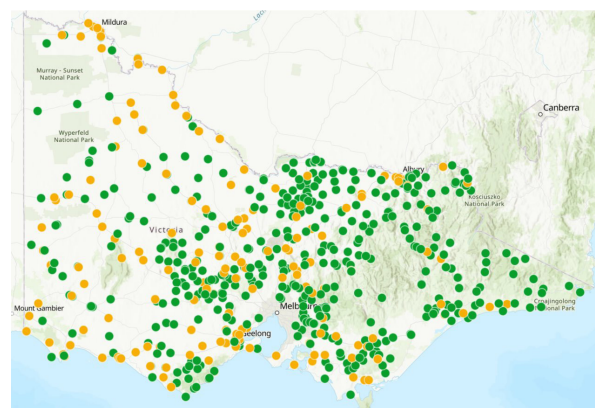 Mildura
Murray - Sunset
National Park
Wyperfeld
National Park
Canberra
Albury
Kosciuszko
National Park
Victoria
Mount Gambier
Melbourne
Geelong
Croajingolong
National Park